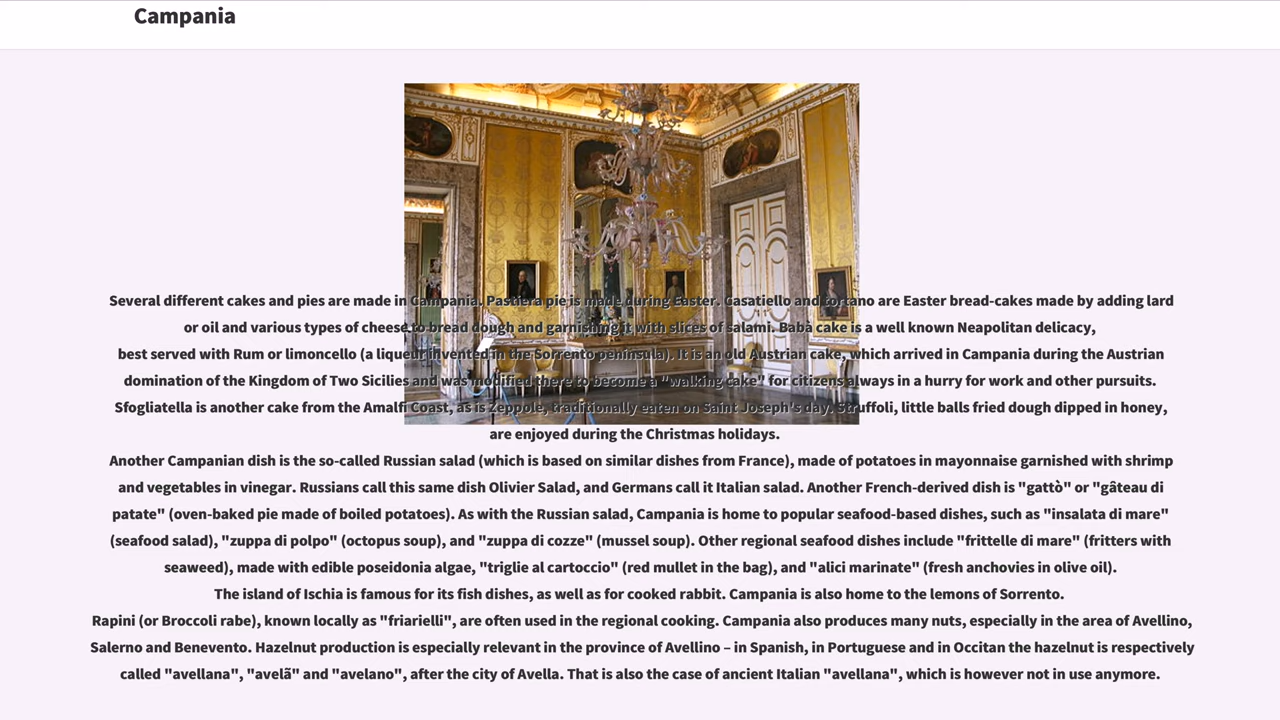 Campania
Several different cakes and pies are made in Campania. Pastiera pie is made during Easter. Casatiello and tortano are Easter bread-cakes made by adding lard
or oil and various types of cheese to bread dough and garnishing it with slices of salami. Babà cake is a well known Neapolitan delicacy,
best served with Rum or limoncello (a liqueur invented in the Sorrento peninsula). It is an old Austrian cake, which arrived in Campania during the Austrian
domination of the Kingdom of Two Sicilies and was modified there to become a "walking cake" for citizens always in a hurry for work and other pursuits.
Sfogliatella is another cake from the Amalfi Coast, as is Zeppole, traditionally eaten on Saint Joseph's day. Struffoli, little balls fried dough dipped in honey,
are enjoyed during the Christmas holidays.
Another Campanian dish is the so-called Russian salad (which is based on similar dishes from France), made of potatoes in mayonnaise garnished with shrimp
and vegetables in vinegar. Russians call this same dish Olivier Salad, and Germans call it Italian salad. Another French-derived dish is "gattò" or "gâteau di
patate" (oven-baked pie made of boiled potatoes). As with the Russian salad, Campania is home to popular seafood-based dishes, such as "insalata di mare"
(seafood salad), "zuppa di polpo" (octopus soup), and "zuppa di cozze" (mussel soup). Other regional seafood dishes include "frittelle di mare" (fritters with
seaweed), made with edible poseidonia algae, "triglie al cartoccio" (red mullet in the bag), and "alici marinate" (fresh anchovies in olive oil).
The island of Ischia is famous for its fish dishes, as well as for cooked rabbit. Campania is also home to the lemons of Sorrento.
Rapini (or Broccoli rabe), known locally as "friarielli", are often used in the regional cooking. Campania also produces many nuts, especially in the area of Avellino,
Salerno and Benevento. Hazelnut production is especially relevant in the province of Avellino – in Spanish, in Portuguese and in Occitan the hazelnut is respectively
called "avellana", "avelã" and "avelano", after the city of Avella. That is also the case of ancient Italian "avellana", which is however not in use anymore.